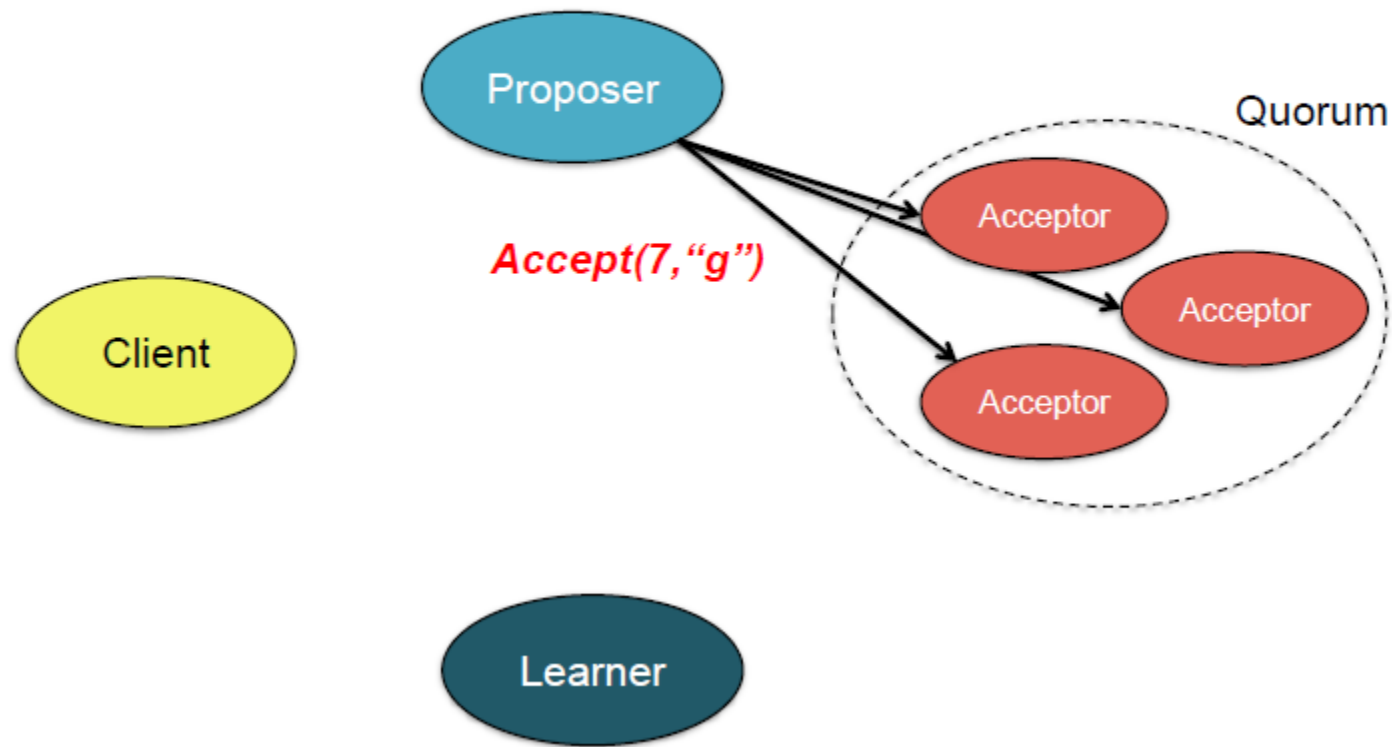 Proposer
Quorum
Acceptor
Accept(7,“g”)
Acceptor
Client
Acceptor
Learner